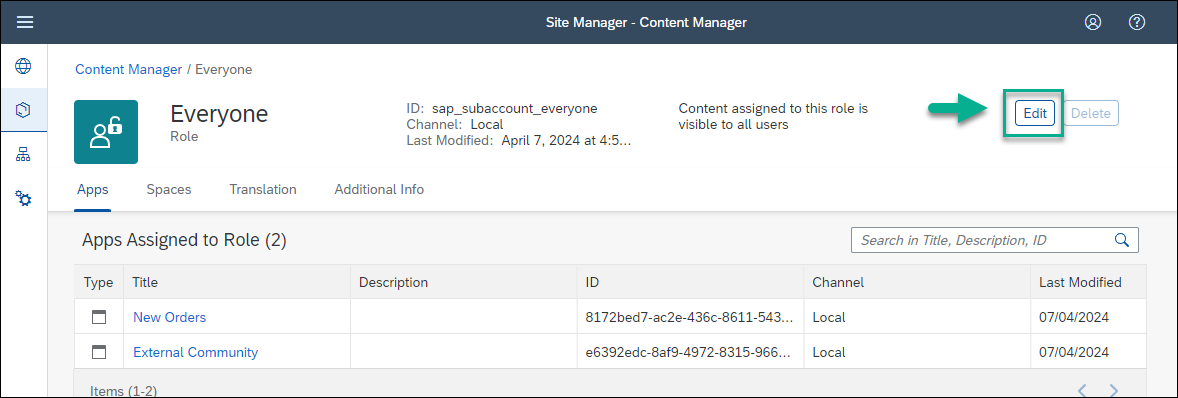 Site Manager - Content Manager
Content Manager / Everyone
Everyone
Role
ID: sap_subaccount_everyone
Channel: Local
Last Modified: April 7, 2024 at 4:5...
Content assigned to this role is
visible to all users
Edit
Delete
Apps
Spaces
Translation
Additional Info
Apps Assigned to Role (2)
Search in Title, Description, ID
Type Title Description ID Channel Last Modified
New Orders 8172bed7-ac2e-436c-8611-543... Local 07/04/2024
External Community e6392edc-8af9-4972-8315-966... Local 07/04/2024
Items (1-2)